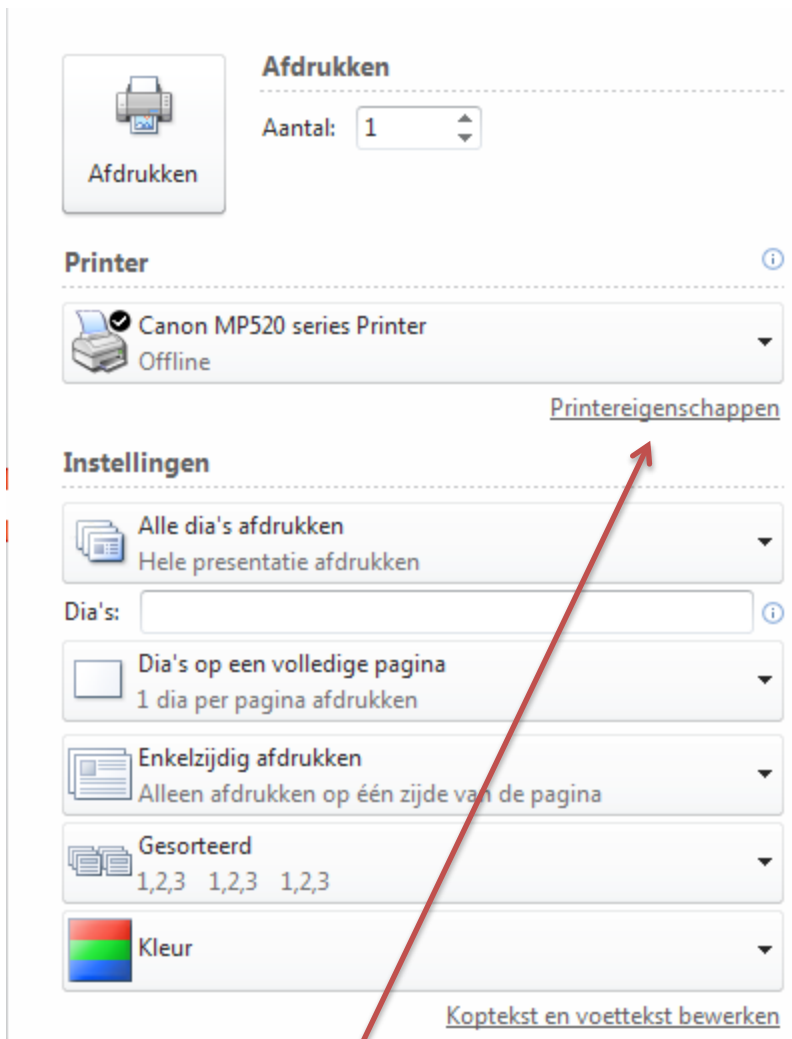 Afdrukken
Aantal: 1
Afdrukken
Printer
Canon MP520 series Printer
Offline
Printereigenschappen
Instellingen
Alle dia's afdrukken
Hele presentatie afdrukken
Dia's:
Dia's op een volledige pagina
1 dia per pagina afdrukken
Enkelzijdig afdrukken
Alleen afdrukken op één zijde van de pagina
Gesorteerd
1,2,3 1,2,3 1,2,3
Kleur
Koptekst en voettekst bewerken